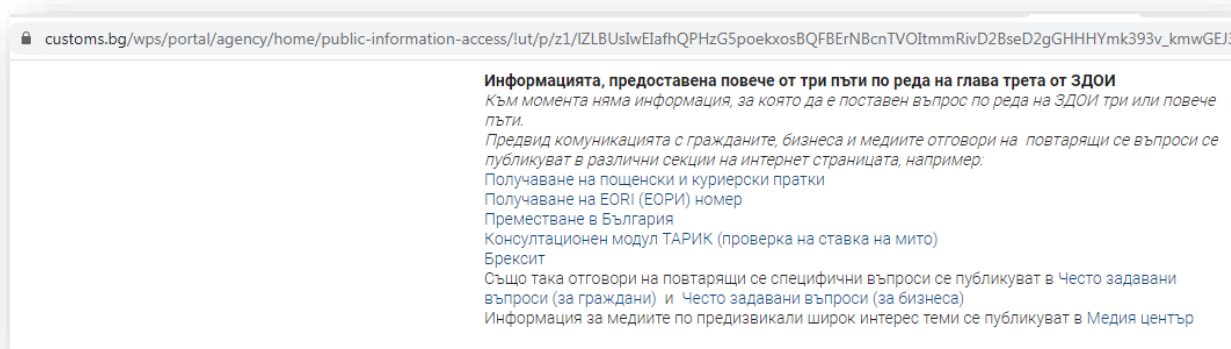 customs.bg/wps/portal/agency/home/public-information-access/!ut/p/z1/
Информацията, предоставена повече от три пъти по реда на глава трета от ЗДОИ
Към момента няма информация, за която да е поставен въпрос по реда на ЗДОИ три или повече
пъти.
Предвид комуникацията с гражданите, бизнеса и медиите отговори на повтарящи се въпроси се
публикуват в различни секции на интернет страницата, например:
Получаване на пощенски и куриерски пратки
Получаване на EORI (ЕОРИ) номер
Преместване в България
Консултационен модул ТАРИК (проверка на ставка на мито)
Брексит
Също така отговори на повтарящи се специфични въпроси се публикуват в Често задавани
въпроси (за граждани) и Често задавани въпроси (за бизнеса)
Информация за медиите по предизвикали широк интерес теми се публикуват в Медия център